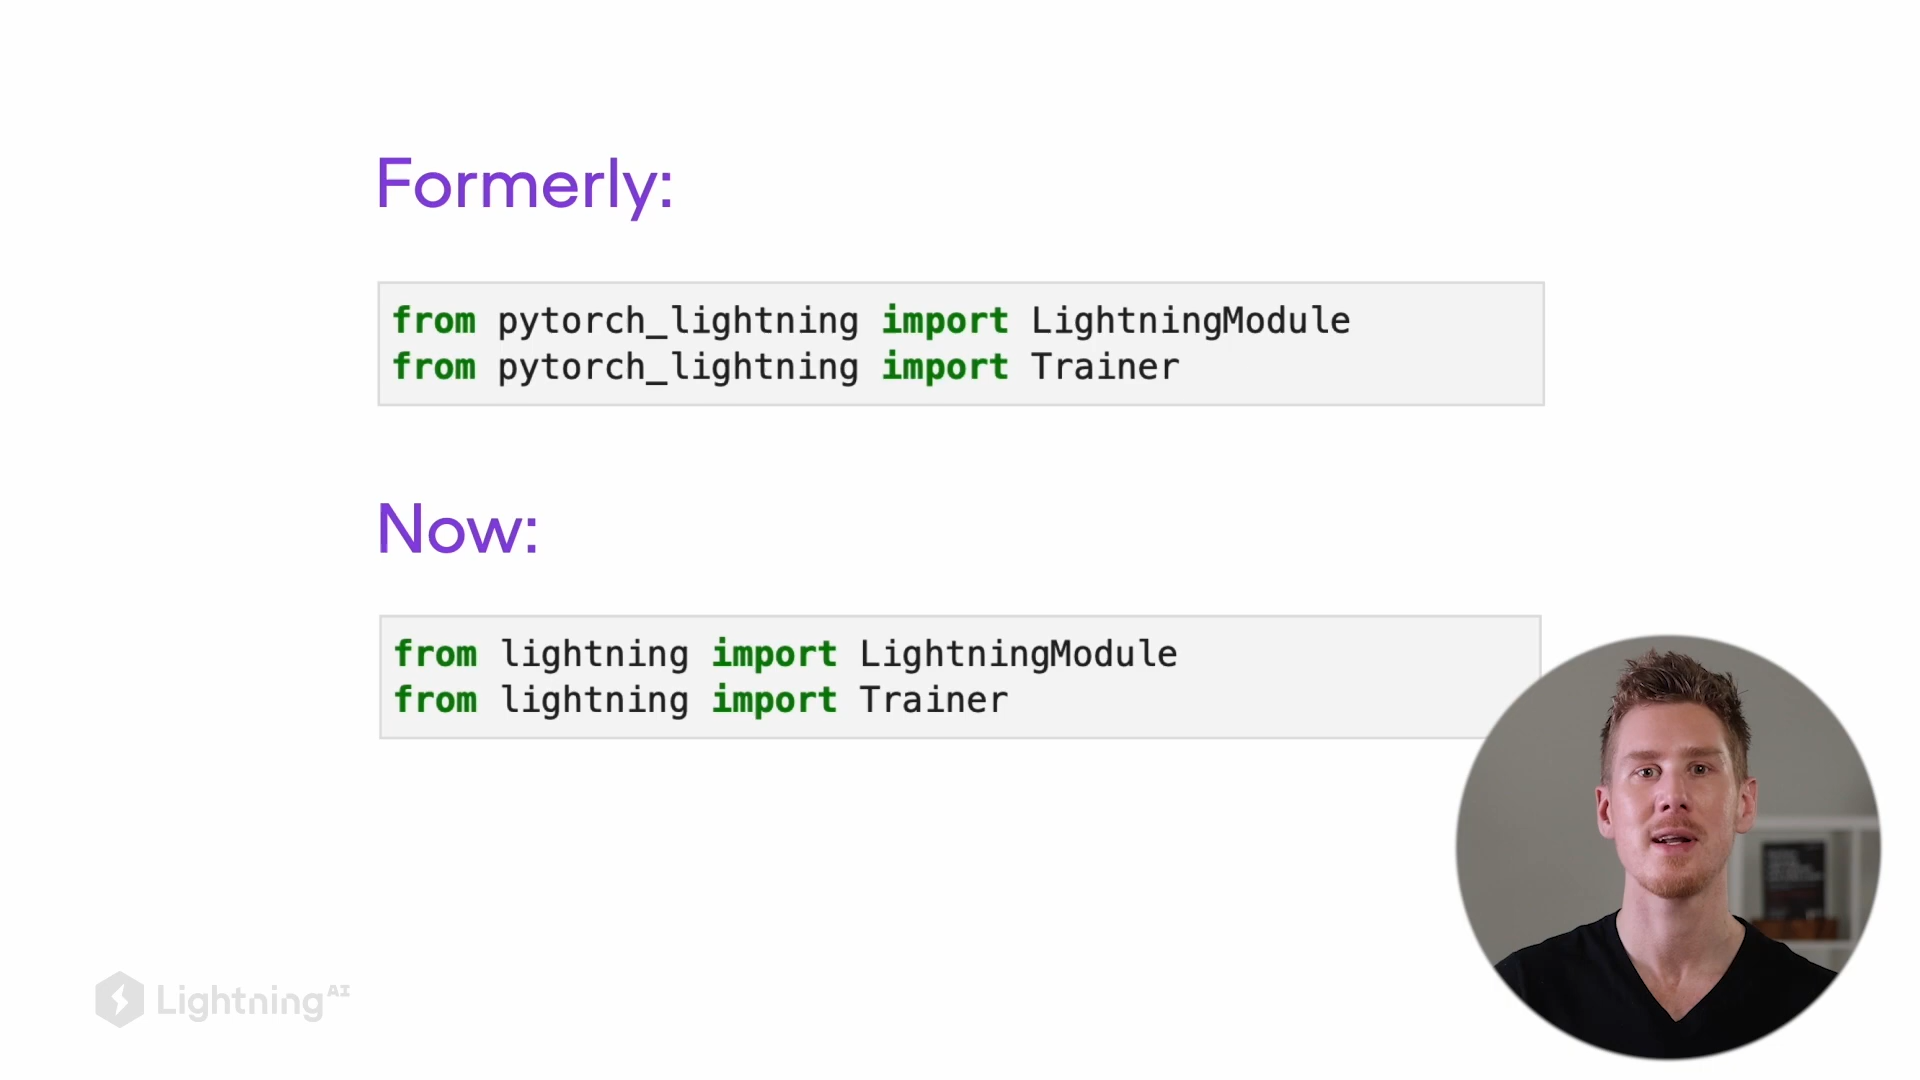 Formerly:
from pytorch_lightning import LightningModule
from pytorch_lightning import Trainer
Now:
from lightning import LightningModule
from lightning import Trainer
Lightning AI